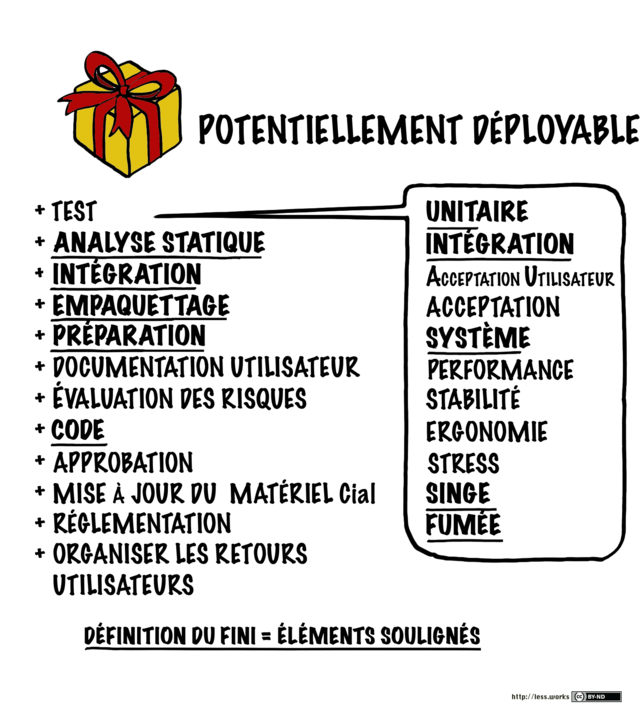 POTENTIELLEMENT DÉPLOYABLE
+ TEST
+ ANALYSE STATIQUE
+ INTÉGRATION
+ EMPAQUETTAGE
+ PRÉPARATION
+ DOCUMENTATION UTILISATEUR
+ ÉVALUATION DES RISQUES
+ CODE
+ APPROBATION
+ MISE À JOUR DU MATÉRIEL Cial
+ RÉGLEMENTATION
+ ORGANISER LES RETOURS
UTILISATEURS
UNITAIRE
INTÉGRATION
ACCEPTATION UTILISATEUR
ACCEPTATION
SYSTÈME
PERFORMANCE
STABILITÉ
ERGONOMIE
STRESS
SINGE
FUMÉE
DÉFINITION DU FINI = ÉLÉMENTS SOULIGNÉS
http://less.works cc BY-ND